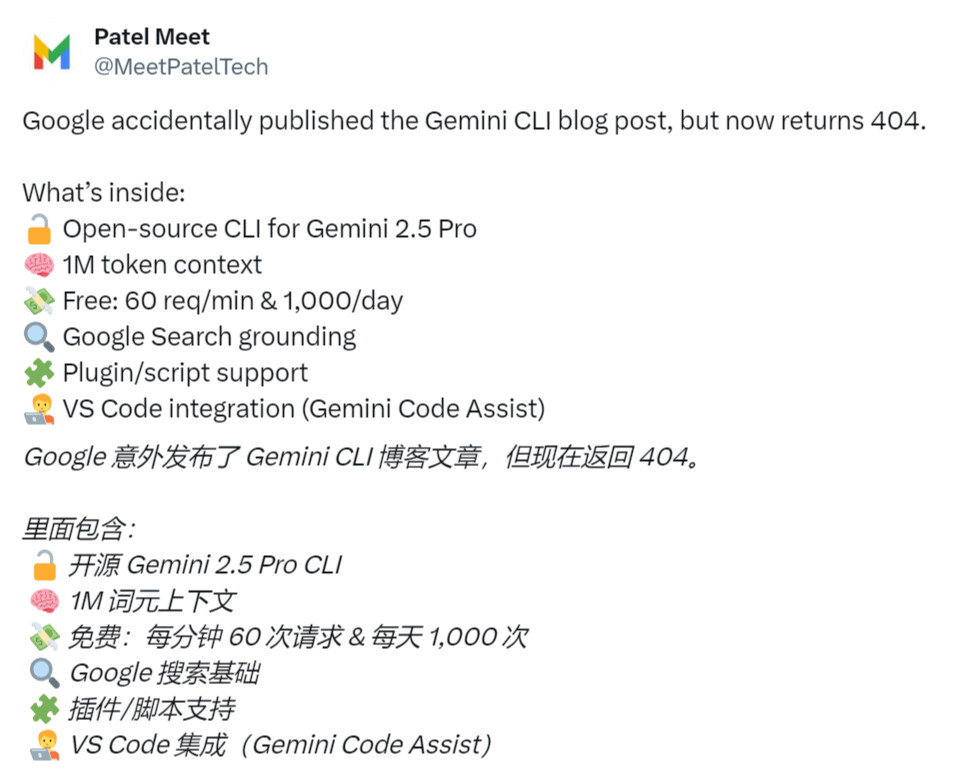 Patel Meet
@MeetPatelTech
Google accidentally published the Gemini CLI blog post, but now returns 404.
What’s inside:
🔓 Open-source CLI for Gemini 2.5 Pro
🧠 1M token context
💸 Free: 60 req/min & 1,000/day
🔍 Google Search grounding
🧩 Plugin/script support
🧑‍💻 VS Code integration (Gemini Code Assist)
Google 意外发布了 Gemini CLI 博客文章，但现在返回 404。
里面包含：
🔓 开源 Gemini 2.5 Pro CLI
🧠 1M 词元上下文
💸 免费：每分钟 60 次请求 & 每天 1,000 次
🔍 Google 搜索基础
🧩 插件/脚本支持
🧑‍💻 VS Code 集成（Gemini Code Assist）